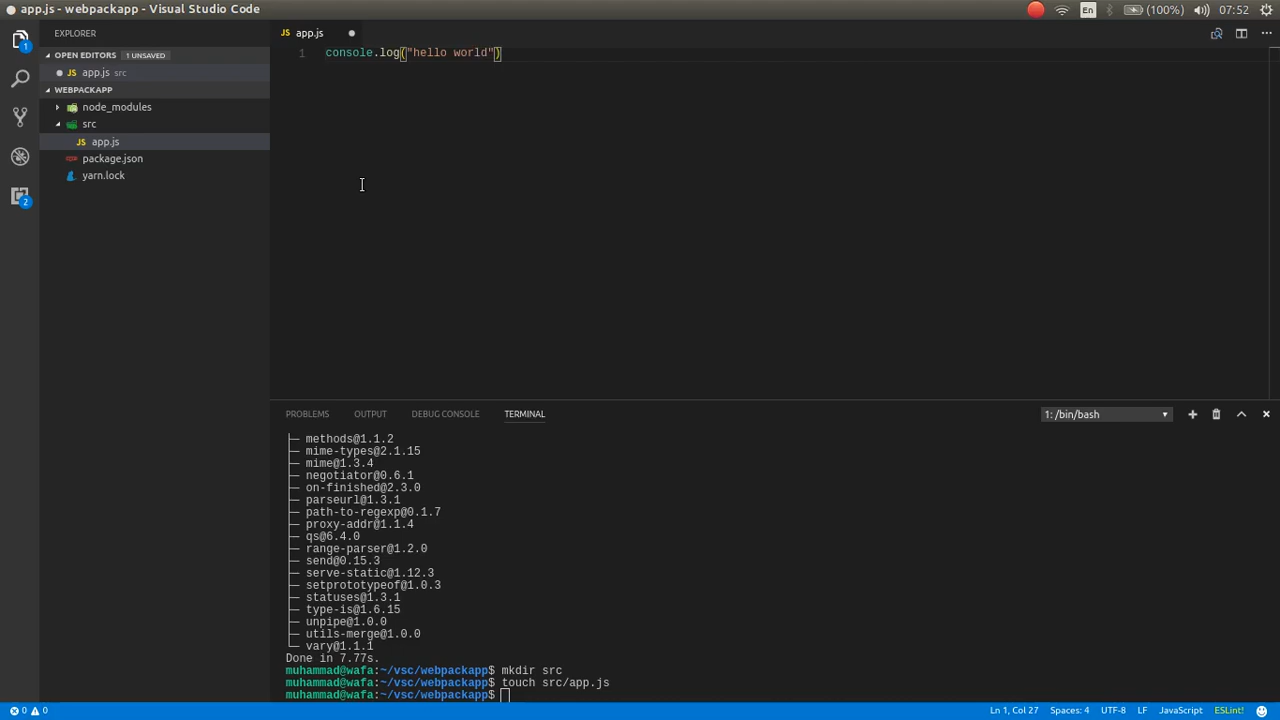 app.js - webpackapp - Visual Studio Code
En
(100%)
07:52
EXPLORER
OPEN EDITORS 1 UNSAVED
JS app.js src
WEBPACKAPP
node_modules
src
JS app.js
package.json
yarn.lock
1
2
JS app.js
1 console.log("hello world")
PROBLEMS OUTPUT DEBUG CONSOLE TERMINAL
1: /bin/bash
├─ methods@1.1.2
├─ mime-types@2.1.15
├─ mime@1.3.4
├─ negotiator@0.6.1
├─ on-finished@2.3.0
├─ parseurl@1.3.1
├─ path-to-regexp@0.1.7
├─ proxy-addr@1.1.4
├─ qs@6.4.0
├─ range-parser@1.2.0
├─ send@0.15.3
├─ serve-static@1.12.3
├─ setprototypeof@1.0.3
├─ statuses@1.3.1
├─ type-is@1.6.15
├─ unpipe@1.0.0
├─ utils-merge@1.0.0
└─ vary@1.1.1
Done in 7.77s.
muhammad@wafa:~/vsc/webpackapp$ mkdir src
muhammad@wafa:~/vsc/webpackapp$ touch src/app.js
muhammad@wafa:~/vsc/webpackapp$
0 0
Ln 1, Col 27 Spaces: 4 UTF-8 LF JavaScript ESLint!